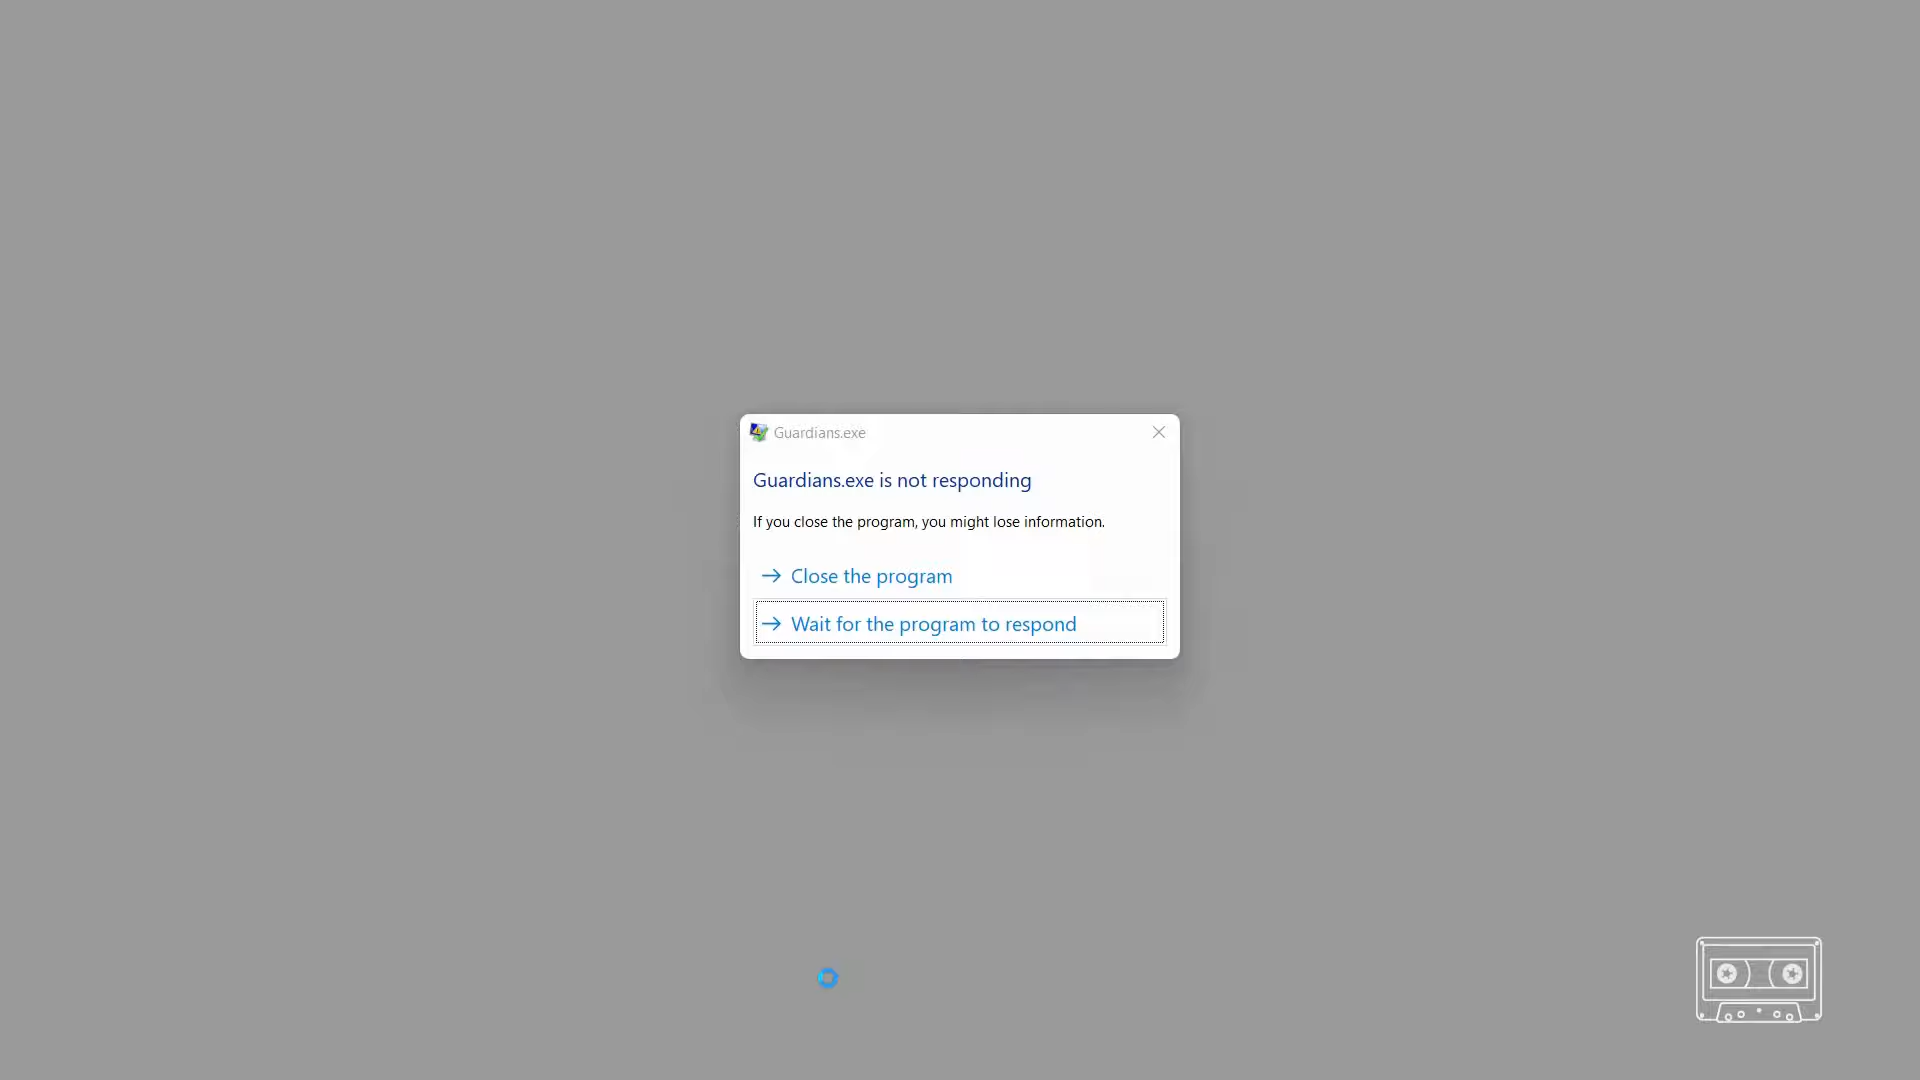 Guardians.exe
Guardians.exe is not responding
If you close the program, you might lose information.
Close the program
Wait for the program to respond